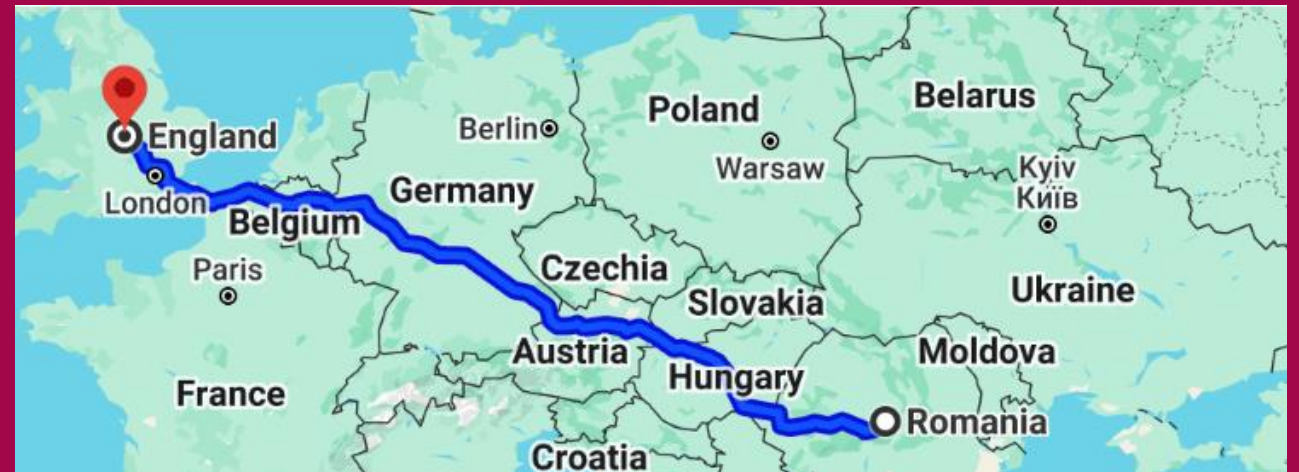 Belarus
Poland
Berlin
England
Warsaw
Kyiv
Київ
Germany
London
Belgium
Czechia
Paris
Ukraine
Slovakia
Austria
Moldova
Hungary
France
Romania
Croatia